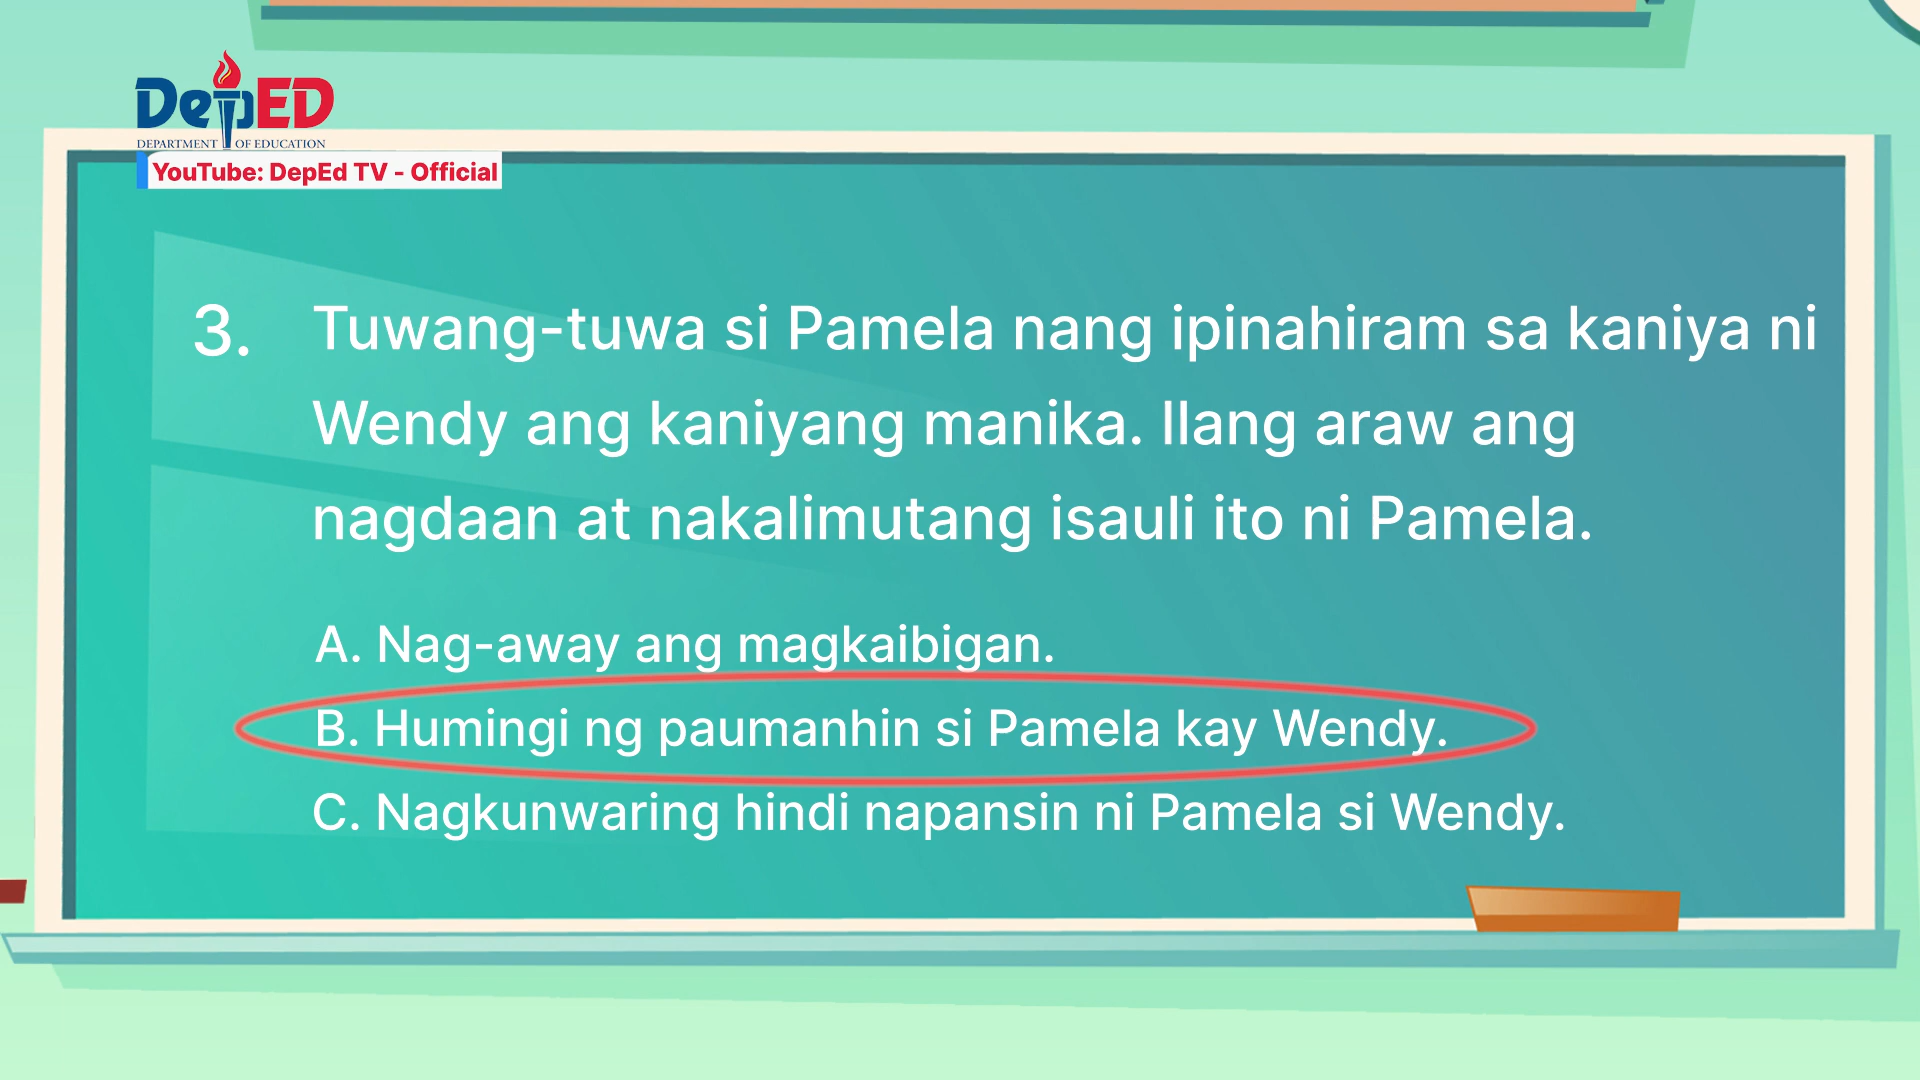 DepED
DEPARTMENT OF EDUCATION
YouTube: DepEd TV - Official
3. Tuwang-tuwa si Pamela nang ipinahiram sa kaniya ni
Wendy ang kaniyang manika. Ilang araw ang
nagdaan at nakalimutang isauli ito ni Pamela.
A. Nag-away ang magkaibigan.
B. Humingi ng paumanhin si Pamela kay Wendy.
C. Nagkunwaring hindi napansin ni Pamela si Wendy.